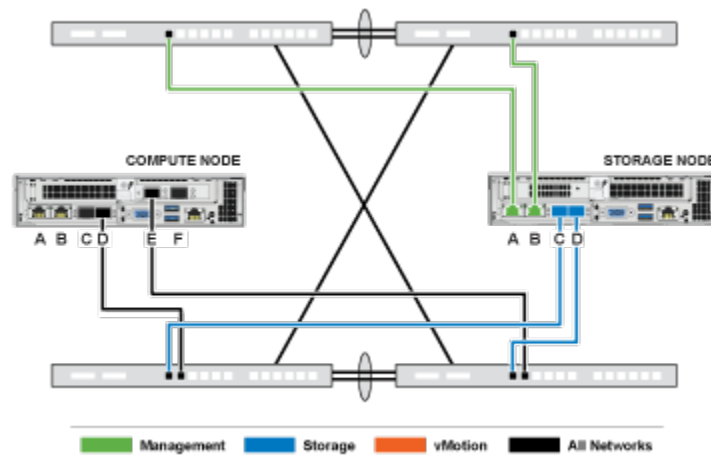 COMPUTE NODE
STORAGE NODE
A B C D E F
A B C D
Management Storage vMotion All Networks